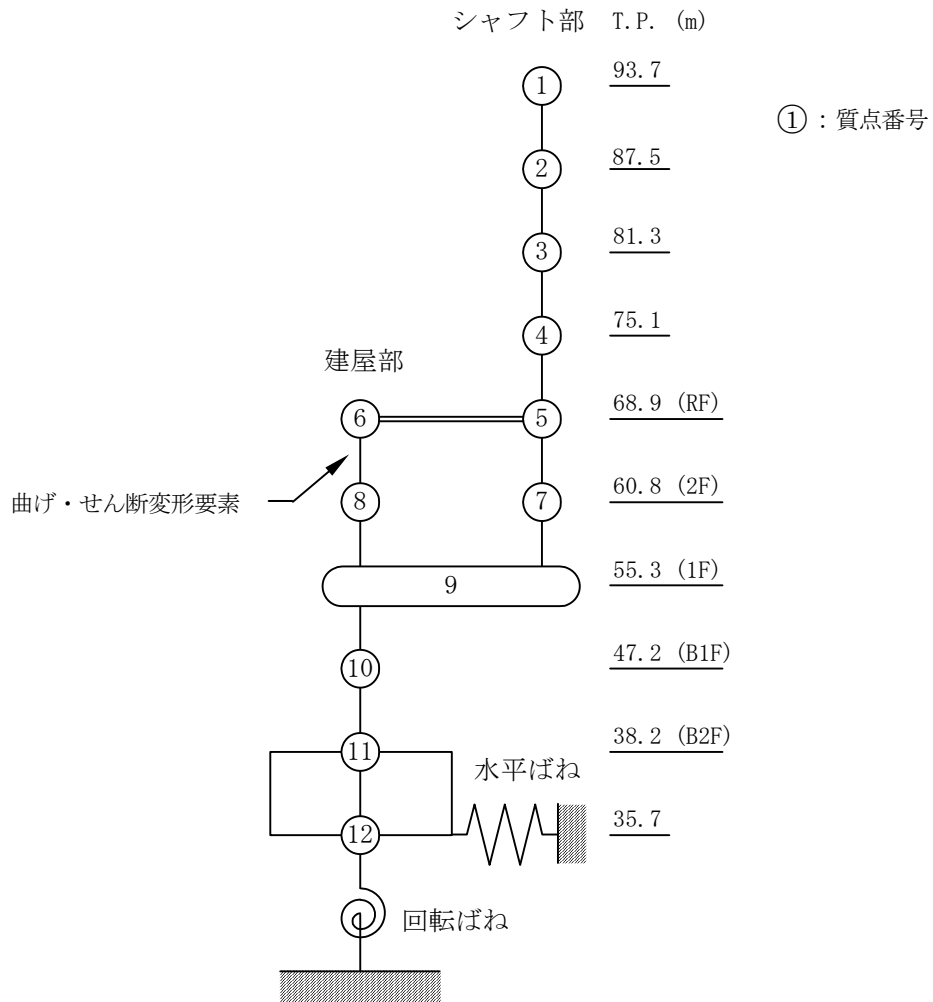 シャフト部 T.P. (m)
① 93.7
① : 質点番号
② 87.5
③ 81.3
④ 75.1
建屋部
⑥ ⑤ 68.9 (RF)
曲げ・せん断変形要素
⑧ ⑦ 60.8 (2F)
9 55.3 (1F)
⑩ 47.2 (B1F)
⑪ 38.2 (B2F)
水平ばね
⑫ 35.7
回転ばね